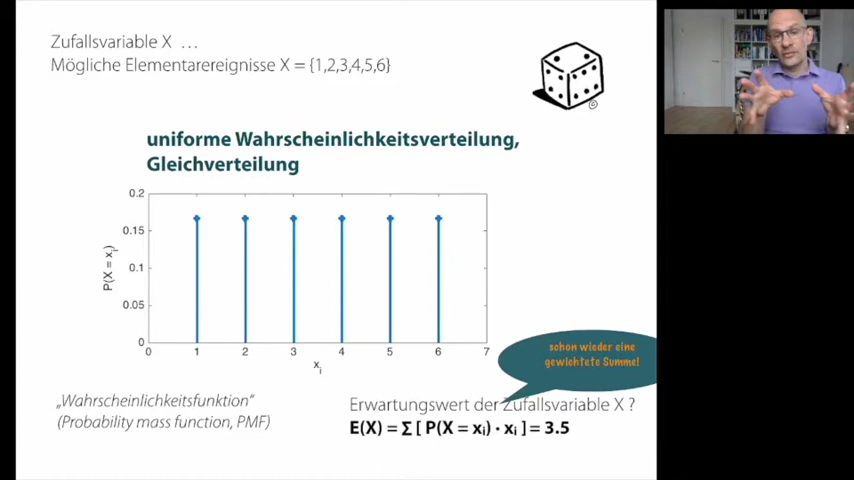 Zufallsvariable X ...
Mögliche Elementarereignisse X = {1,2,3,4,5,6}
uniforme Wahrscheinlichkeitsverteilung,
Gleichverteilung
0.2
0.15
0.1
0.05
0
P(X = xᵢ)
0 1 2 3 4 5 6 7
xᵢ
schon wieder eine
gewichtete Summe!
„Wahrscheinlichkeitsfunktion“
(Probability mass function, PMF)
Erwartungswert der Zufallsvariable X ?
E(X) = Σ [ P(X = xᵢ) · xᵢ ] = 3.5